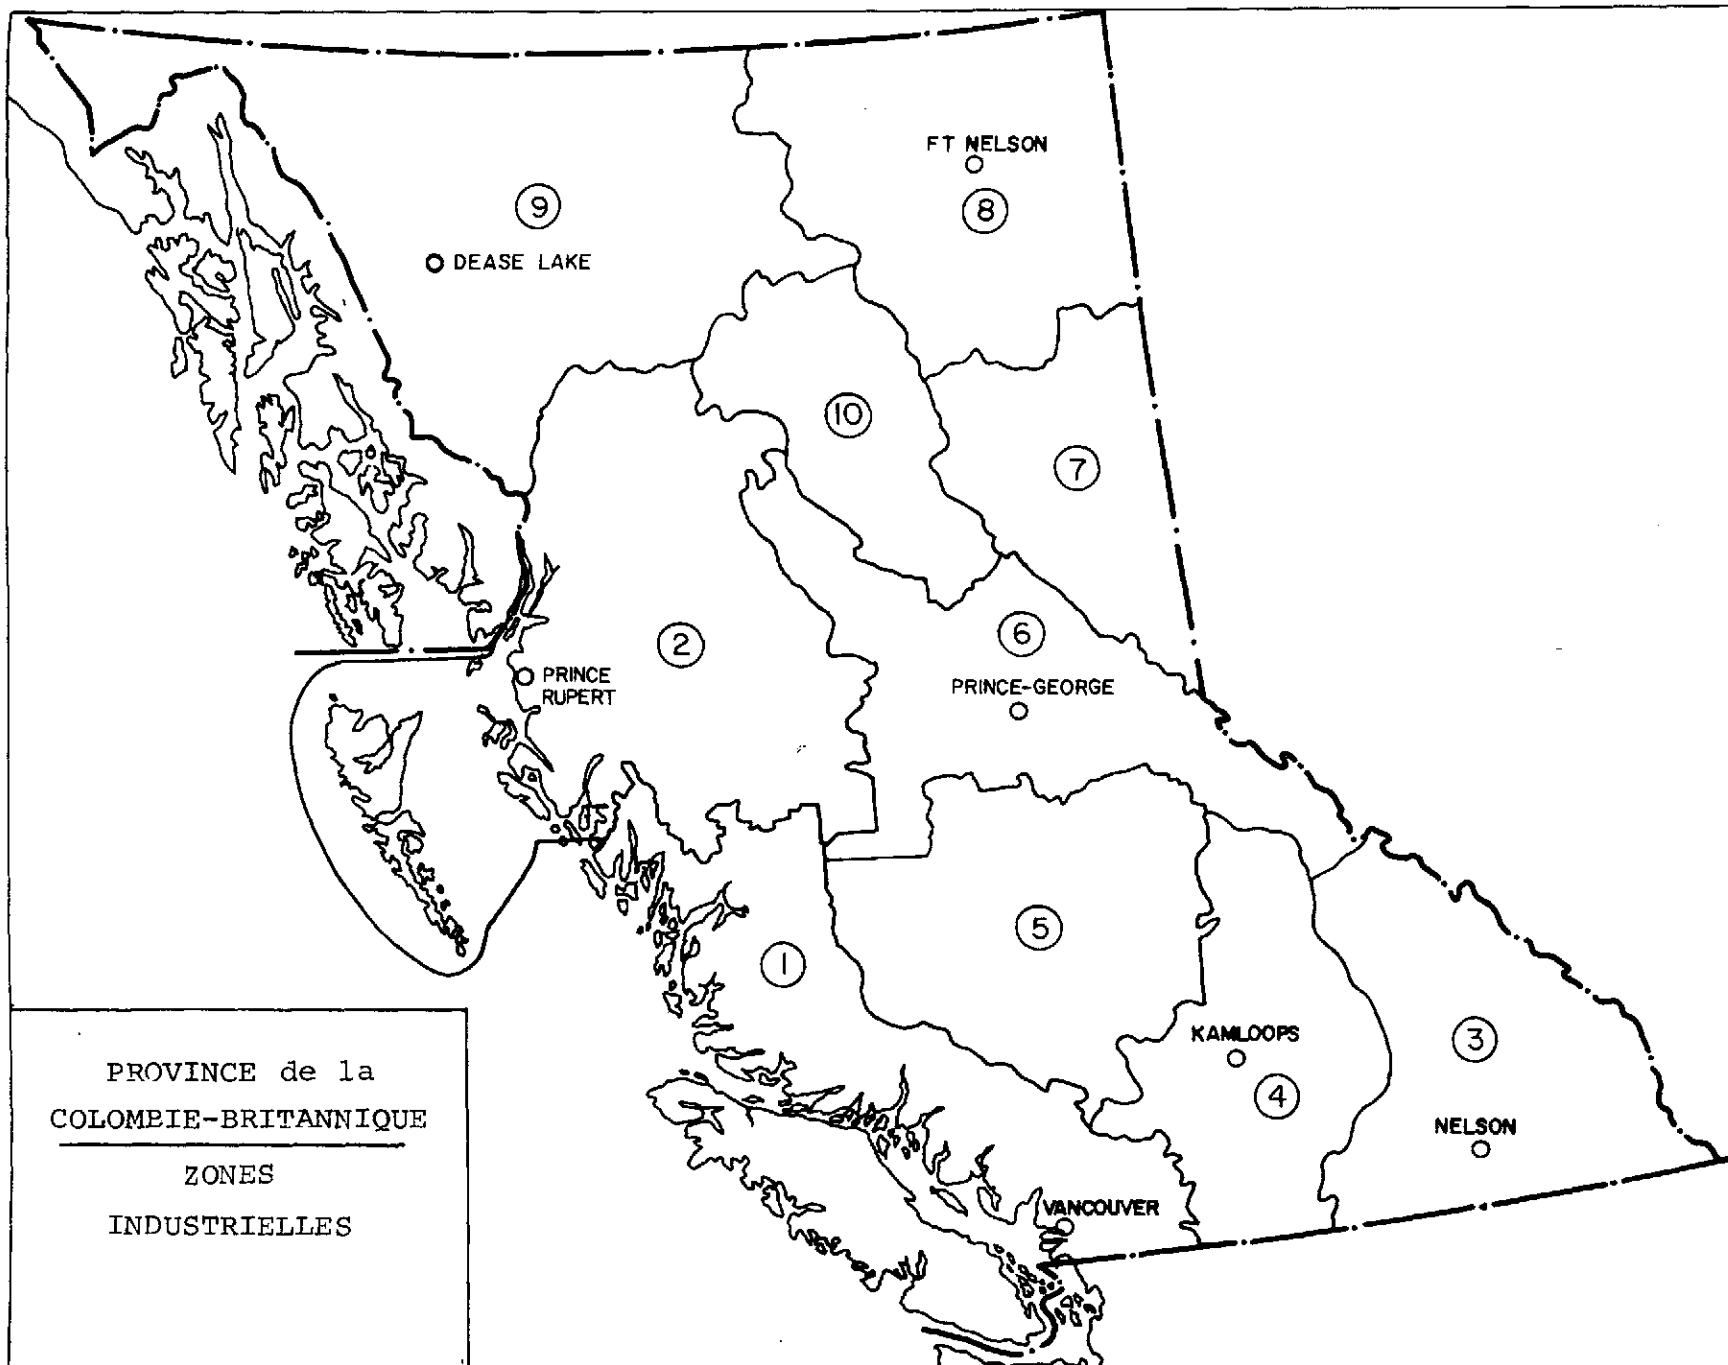 FT NELSON
8
9
DEASE LAKE
10
7
6
2
PRINCE
RUPERT
PRINCE-GEORGE
5
1
KAMLOOPS
3
4
NELSON
VANCOUVER
PROVINCE de la
COLOMBIE-BRITANNIQUE
ZONES
INDUSTRIELLES